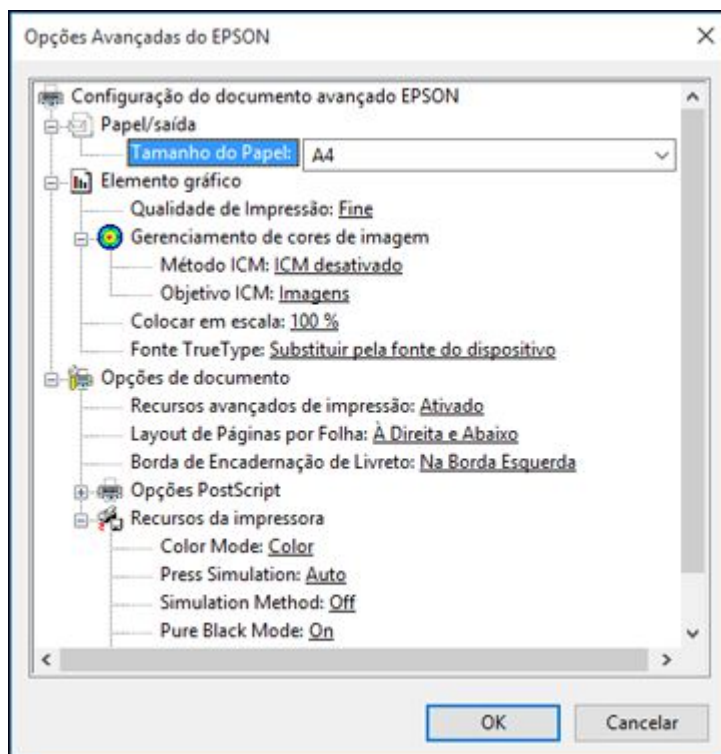 Opções Avançadas do EPSON
Configuração do documento avançado EPSON
Papel/saída
Tamanho do Papel: A4
Elemento gráfico
Qualidade de Impressão: Fine
Gerenciamento de cores de imagem
Método ICM: ICM desativado
Objetivo ICM: Imagens
Colocar em escala: 100 %
Fonte TrueType: Substituir pela fonte do dispositivo
Opções de documento
Recursos avançados de impressão: Ativado
Layout de Páginas por Folha: À Direita e Abaixo
Borda de Encadernação de Livreto: Na Borda Esquerda
Opções PostScript
Recursos da impressora
Color Mode: Color
Press Simulation: Auto
Simulation Method: Off
Pure Black Mode: On
OK Cancelar